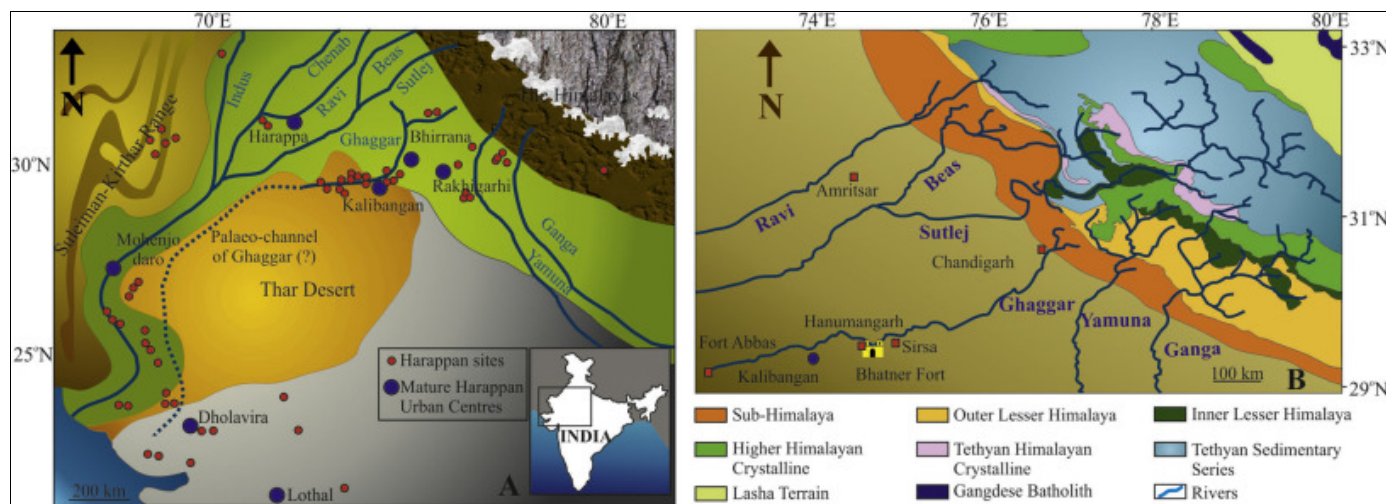 70°E
80°E
N
Indus
Chenab
Ravi
Beas
Sutlej
The Himalayas
Suleiman-Kirthar Range
Harappa
Ghaggar
Bhirrana
30°N
Rakhigarhi
Kalibangan
Ganga
Yamuna
Mohenjo
daro
Palaeo-channel
of Ghaggar (?)
Thar Desert
25°N
Harappan sites
Mature Harappan
Urban Centres
Dholavira
INDIA
200 km
Lothal
A
74°E
76°E
78°E
80°E
33°N
N
Amritsar
Ravi
Beas
31°N
Sutlej
Chandigarh
Ghaggar
Yamuna
Ganga
Hanumangarh
Fort Abbas
Sirsa
Kalibangan
Bhatner Fort
100 km
B
29°N
Sub-Himalaya
Outer Lesser Himalaya
Inner Lesser Himalaya
Higher Himalayan
Crystalline
Tethyan Himalayan
Crystalline
Tethyan Sedimentary
Series
Lasha Terrain
Gangdese Batholith
Rivers